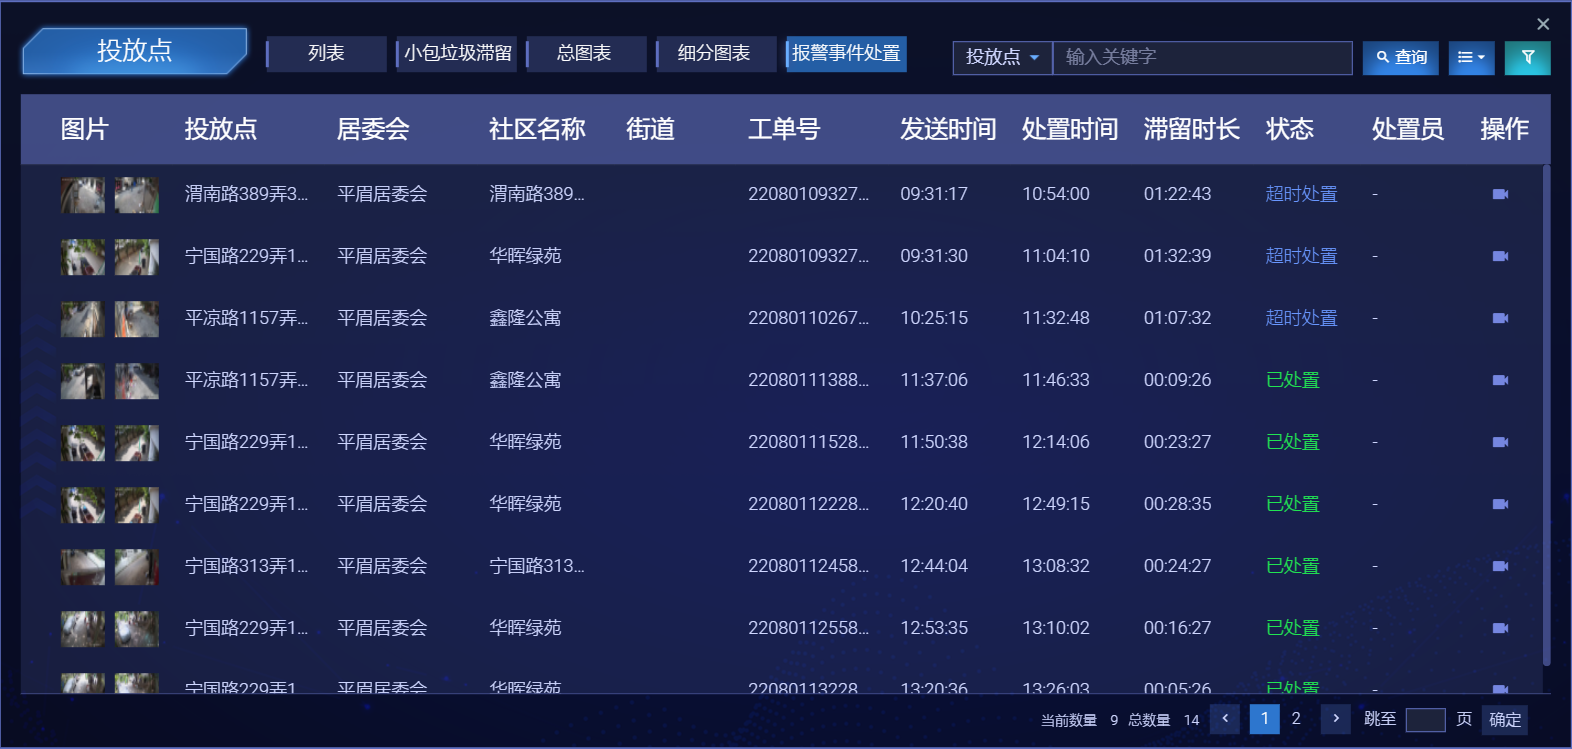 投放点
列表 小包垃圾滞留 总图表 细分图表 报警事件处置
投放点 输入关键字 查询
图片 投放点 居委会 社区名称 街道 工单号 发送时间 处置时间 滞留时长 状态 处置员 操作
渭南路389弄3... 平眉居委会 渭南路389... 22080109327... 09:31:17 10:54:00 01:22:43 超时处置 -
宁国路229弄1... 平眉居委会 华晖绿苑 22080109327... 09:31:30 11:04:10 01:32:39 超时处置 -
平凉路1157弄... 平眉居委会 鑫隆公寓 22080110267... 10:25:15 11:32:48 01:07:32 超时处置 -
平凉路1157弄... 平眉居委会 鑫隆公寓 22080111388... 11:37:06 11:46:33 00:09:26 已处置 -
宁国路229弄1... 平眉居委会 华晖绿苑 22080111528... 11:50:38 12:14:06 00:23:27 已处置 -
宁国路229弄1... 平眉居委会 华晖绿苑 22080112228... 12:20:40 12:49:15 00:28:35 已处置 -
宁国路313弄1... 平眉居委会 宁国路313... 22080112458... 12:44:04 13:08:32 00:24:27 已处置 -
宁国路229弄1... 平眉居委会 华晖绿苑 22080112558... 12:53:35 13:10:02 00:16:27 已处置 -
宁国路229弄1 平眉居委会 华晖绿苑 22080113228 13:20:36 13:26:03 00:05:26 已处置 -
当前数量 9 总数量 14 1 2 跳至 页 确定